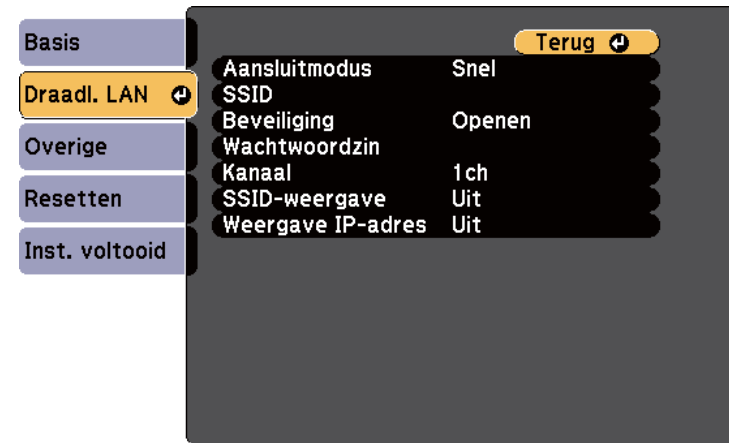 Basis
Draadl. LAN
Overige
Resetten
Inst. voltooid
Terug
Aansluitmodus Snel
SSID
Beveiliging Openen
Wachtwoordzin
Kanaal 1ch
SSID-weergave Uit
Weergave IP-adres Uit